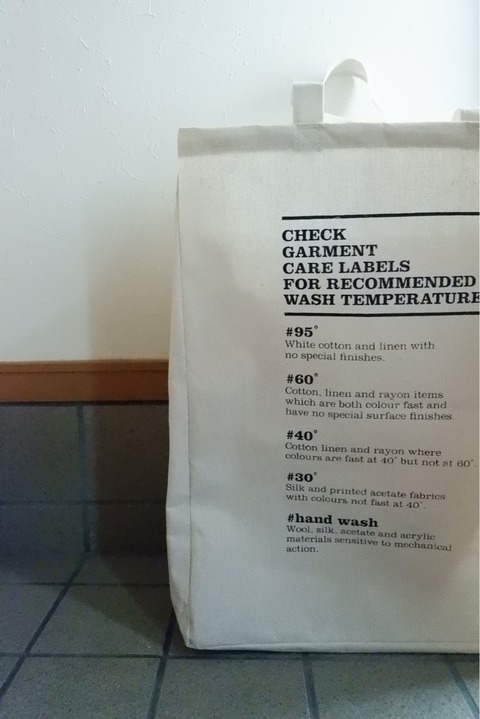 CHECK
GARMENT
CARE LABELS
FOR RECOMMENDED
WASH TEMPERATURE
#95°
White cotton and linen with
no special finishes.
#60°
Cotton, linen and rayon items
which are both colour fast and
have no special surface finishes.
#40°
Cotton linen and rayon where
colours are fast at 40° but not at 60°.
#30°
Silk and printed acetate fabrics
with colours not fast at 40°.
#hand wash
Wool, silk, acetate and acrylic
materials sensitive to mechanical
action.